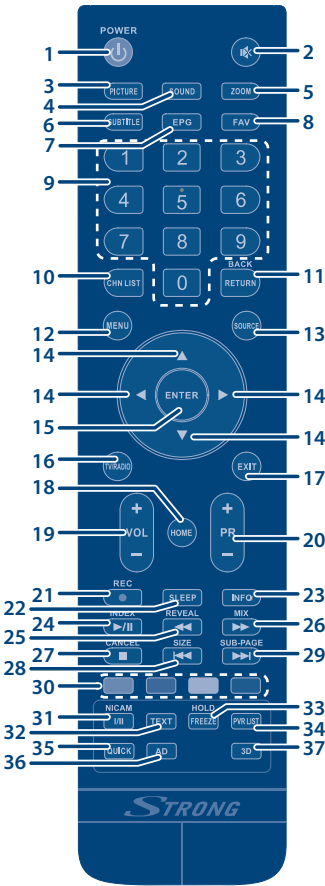 POWER
1
2
3 PICTURE SOUND ZOOM 5
4
6 SUBTITLE EPG FAV 8
7
1 2 3
9
4 5 6
7 8 9
BACK
10 CHN LIST 0 RETURN 11
12 MENU SOURCE 13
14
14 ENTER 14
15
14
16 TV/RADIO EXIT 17
18
+ +
19 VOL HOME PR 20
- -
REC
21 SLEEP INFO 23
22
INDEX REVEAL MIX
24 ►/II ◄◄ ►► 26
25
CANCEL SIZE SUB-PAGE
27 ■ I◄◄ ►►I 29
28
30
NICAM HOLD 33
31 I/II TEXT FREEZE PVR LIST 34
32
35 QUICK AD 3D 37
36
STRONG